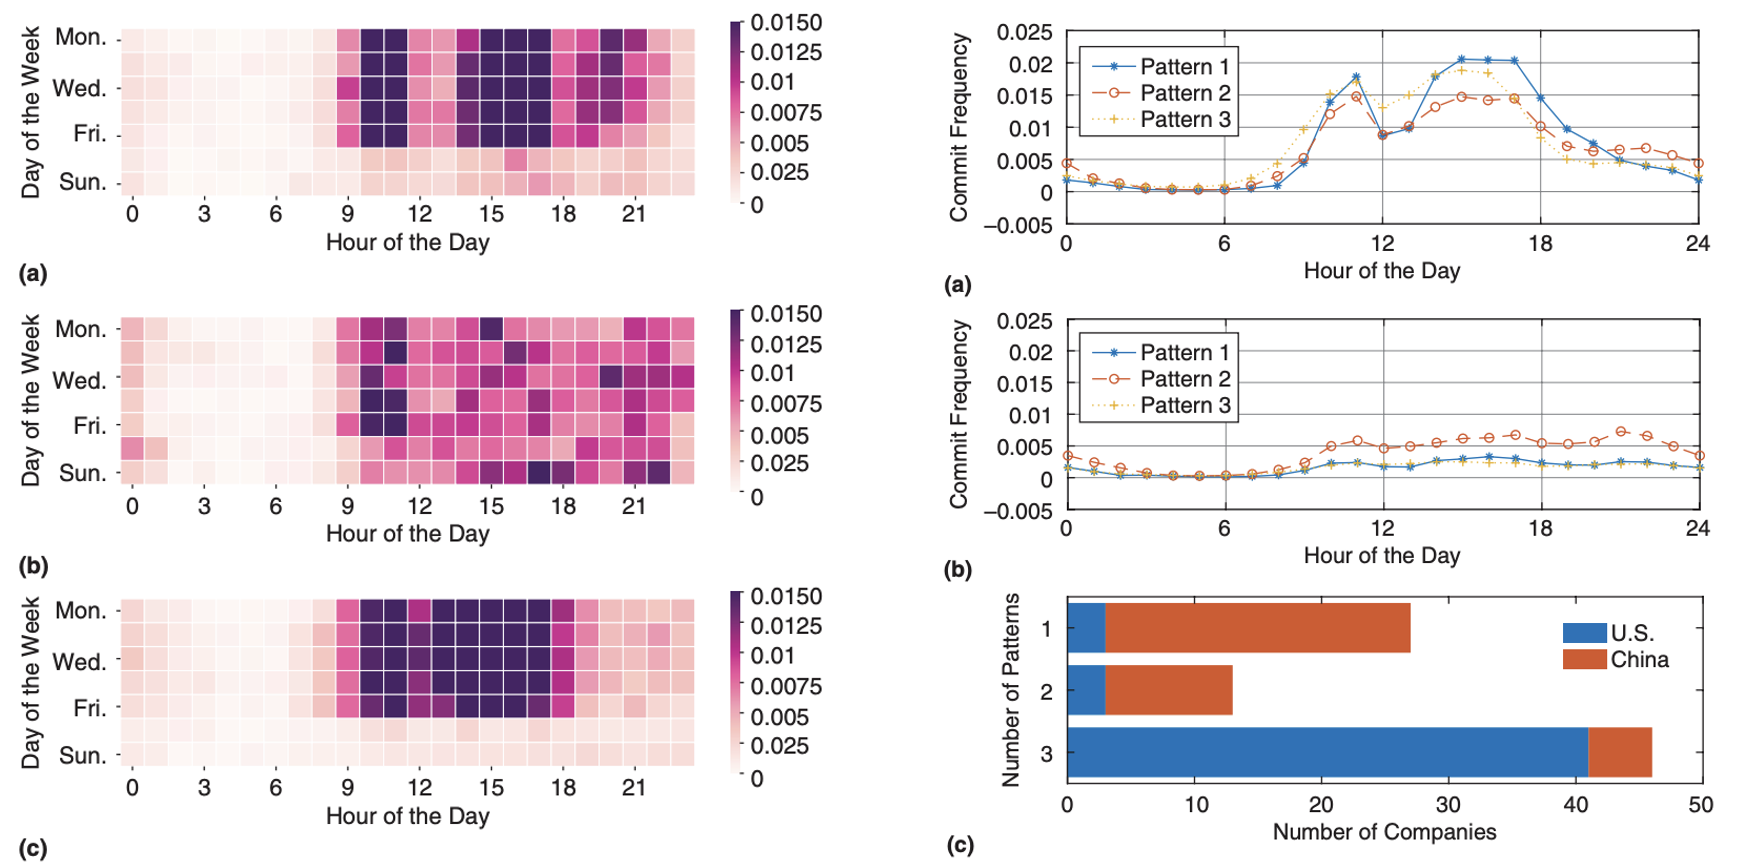 Day of the Week
Mon.
Wed.
Fri.
Sun.
0 3 6 9 12 15 18 21
Hour of the Day
0.0150
0.0125
0.01
0.0075
0.005
0.025
0
(a)
Day of the Week
Mon.
Wed.
Fri.
Sun.
0 3 6 9 12 15 18 21
Hour of the Day
0.0150
0.0125
0.01
0.0075
0.005
0.025
0
(b)
Day of the Week
Mon.
Wed.
Fri.
Sun.
0 3 6 9 12 15 18 21
Hour of the Day
0.0150
0.0125
0.01
0.0075
0.005
0.025
0
(c)
Commit Frequency
0.025
0.02
0.015
0.01
0.005
0
–0.005
Pattern 1
Pattern 2
Pattern 3
0 6 12 18 24
Hour of the Day
(a)
Commit Frequency
0.025
0.02
0.015
0.01
0.005
0
–0.005
Pattern 1
Pattern 2
Pattern 3
0 6 12 18 24
Hour of the Day
(b)
Number of Patterns
1
2
3
U.S.
China
0 10 20 30 40 50
Number of Companies
(c)